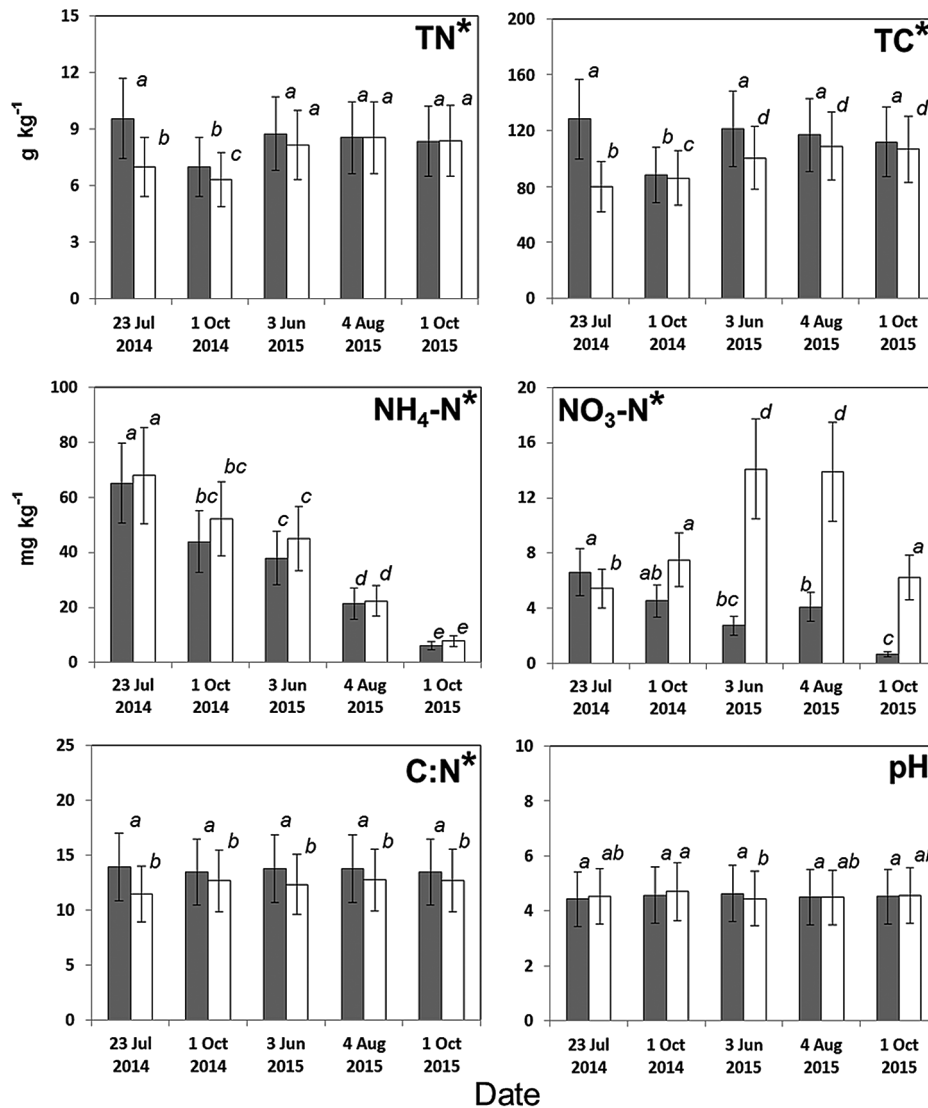 TN*
15
12
9
6
3
0
g kg⁻¹
a
b
b
c
a
a
a
a
a
a
23 Jul 1 Oct 3 Jun 4 Aug 1 Oct
2014 2014 2015 2015 2015
TC*
200
160
120
80
40
0
a
b
b
c
a
d
a
d
a
d
23 Jul 1 Oct 3 Jun 4 Aug 1 Oct
2014 2014 2015 2015 2015
NH₄-N*
100
80
60
40
20
0
mg kg⁻¹
a
a
bc
bc
c
c
d
d
e
e
23 Jul 1 Oct 3 Jun 4 Aug 1 Oct
2014 2014 2015 2015 2015
NO₃-N*
20
16
12
8
4
0
a
b
ab
a
bc
d
b
d
c
a
23 Jul 1 Oct 3 Jun 4 Aug 1 Oct
2014 2014 2015 2015 2015
C:N*
25
20
15
10
5
0
a
b
a
b
a
b
a
b
a
b
23 Jul 1 Oct 3 Jun 4 Aug 1 Oct
2014 2014 2015 2015 2015
pH
10
8
6
4
2
0
a
ab
a
a
a
b
a
ab
a
ab
23 Jul 1 Oct 3 Jun 4 Aug 1 Oct
2014 2014 2015 2015 2015
Date